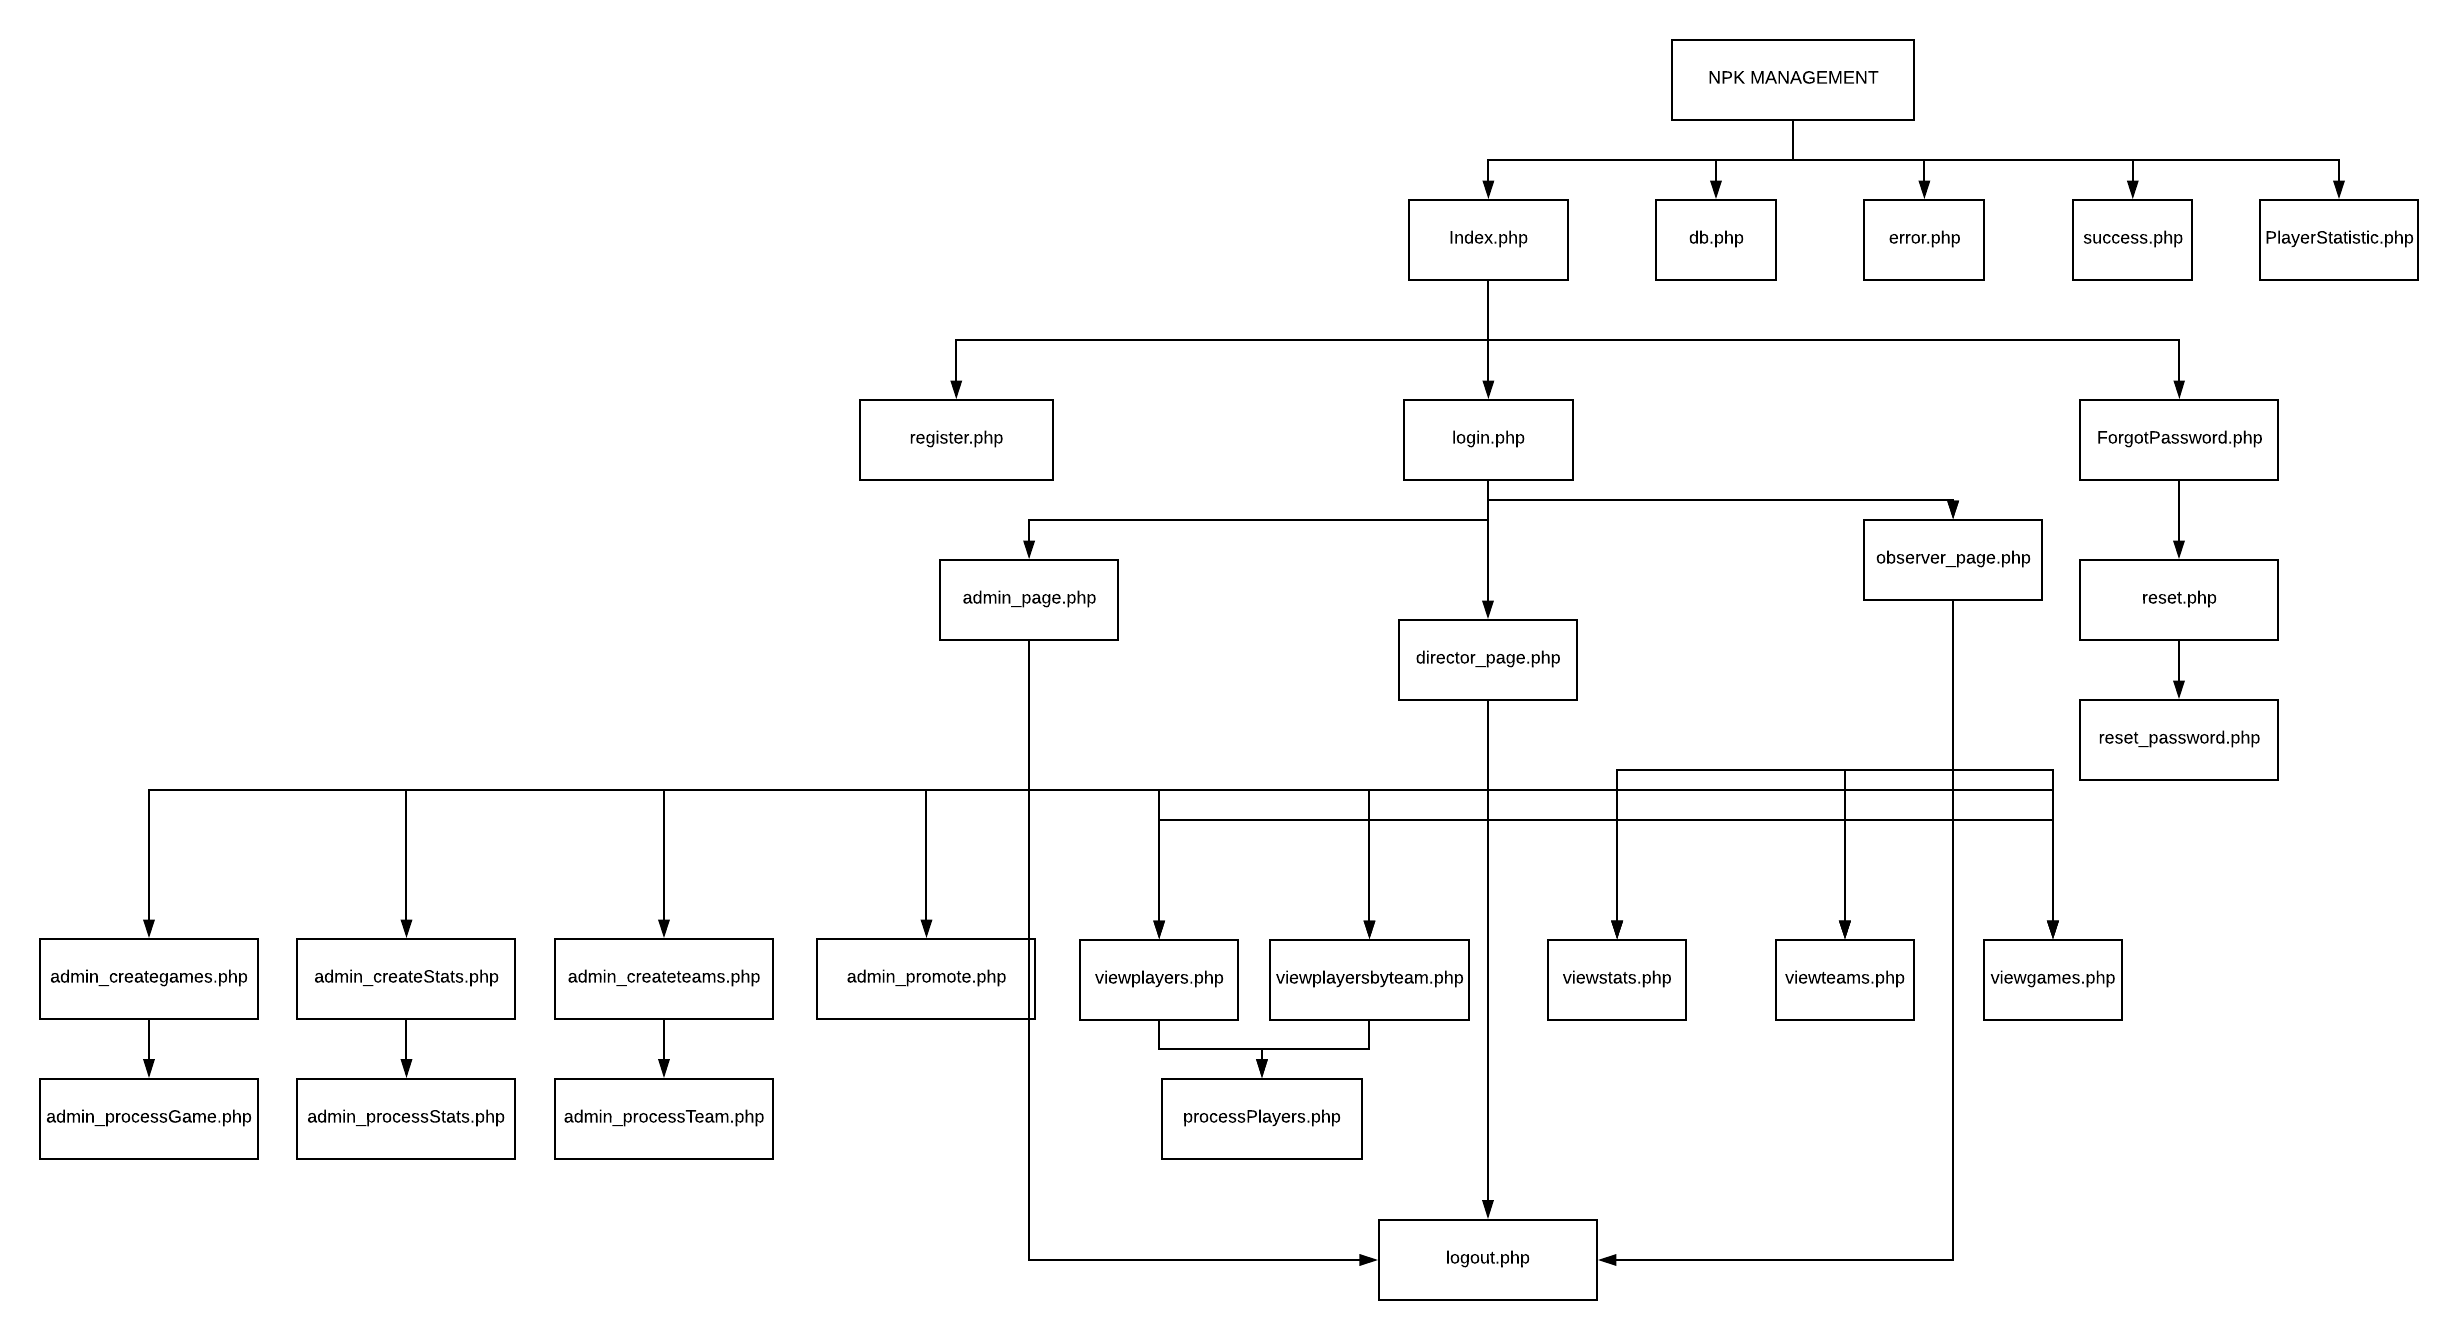 NPK MANAGEMENT
Index.php
db.php
error.php
success.php
PlayerStatistic.php
register.php
login.php
ForgotPassword.php
observer_page.php
admin_page.php
reset.php
director_page.php
reset_password.php
admin_creategames.php
admin_createStats.php
admin_createteams.php
admin_promote.php
viewplayers.php
viewplayersbyteam.php
viewstats.php
viewteams.php
viewgames.php
admin_processGame.php
admin_processStats.php
admin_processTeam.php
processPlayers.php
logout.php